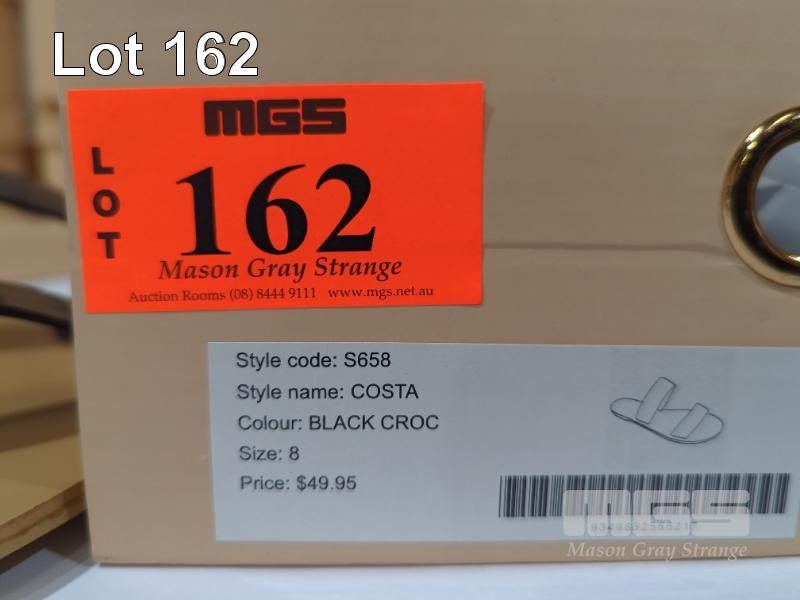 Lot 162
MGS
LOT
162
Mason Gray Strange
Auction Rooms (08) 8444 9111 www.mgs.net.au
Style code: S658
Style name: COSTA
Colour: BLACK CROC
Size: 8
Price: $49.95
MGS
Mason Gray Strange